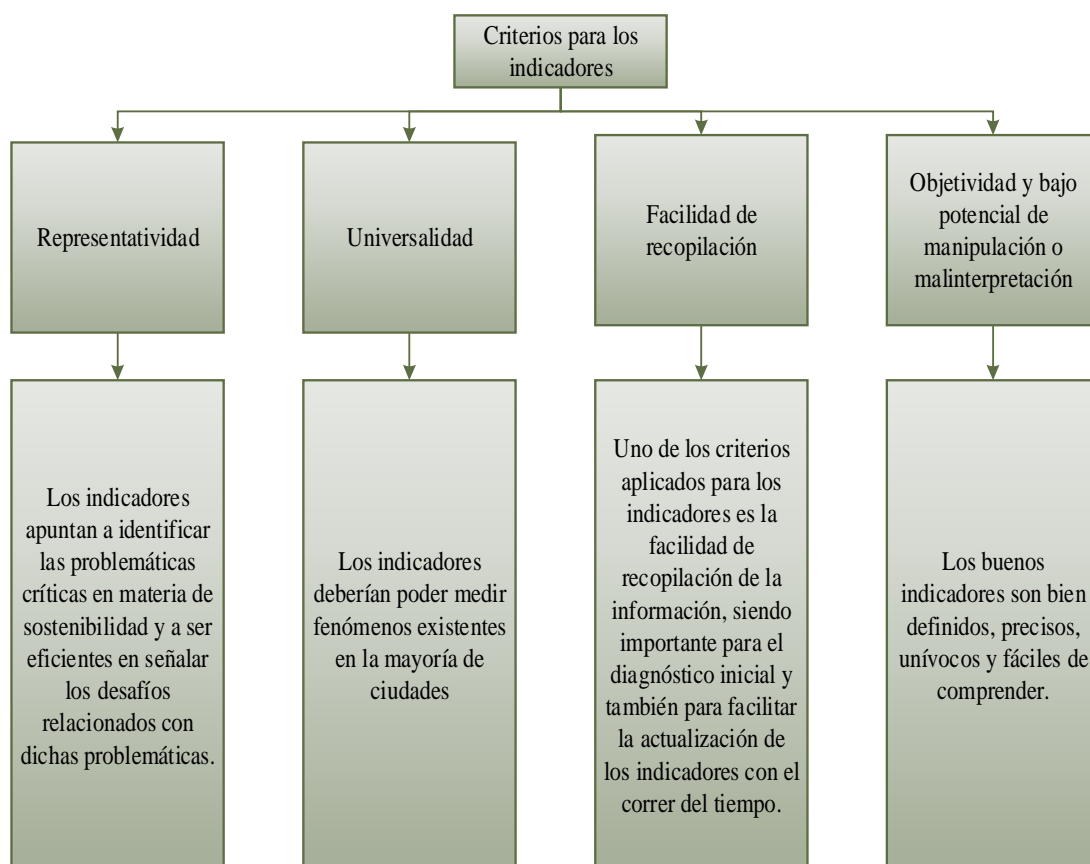 Criterios para los
indicadores
Representatividad
Universalidad
Facilidad de
recopilación
Objetividad y bajo
potencial de
manipulación o
malinterpretación
Los indicadores
apuntan a identificar
las problemáticas
críticas en materia de
sostenibilidad y a ser
eficientes en señalar
los desafíos
relacionados con
dichas problemáticas.
Los indicadores
deberían poder medir
fenómenos existentes
en la mayoría de
ciudades
Uno de los criterios
aplicados para los
indicadores es la
facilidad de
recopilación de la
información, siendo
importante para el
diagnóstico inicial y
también para facilitar
la actualización de
los indicadores con el
correr del tiempo.
Los buenos
indicadores son bien
definidos, precisos,
unívocos y fáciles de
comprender.